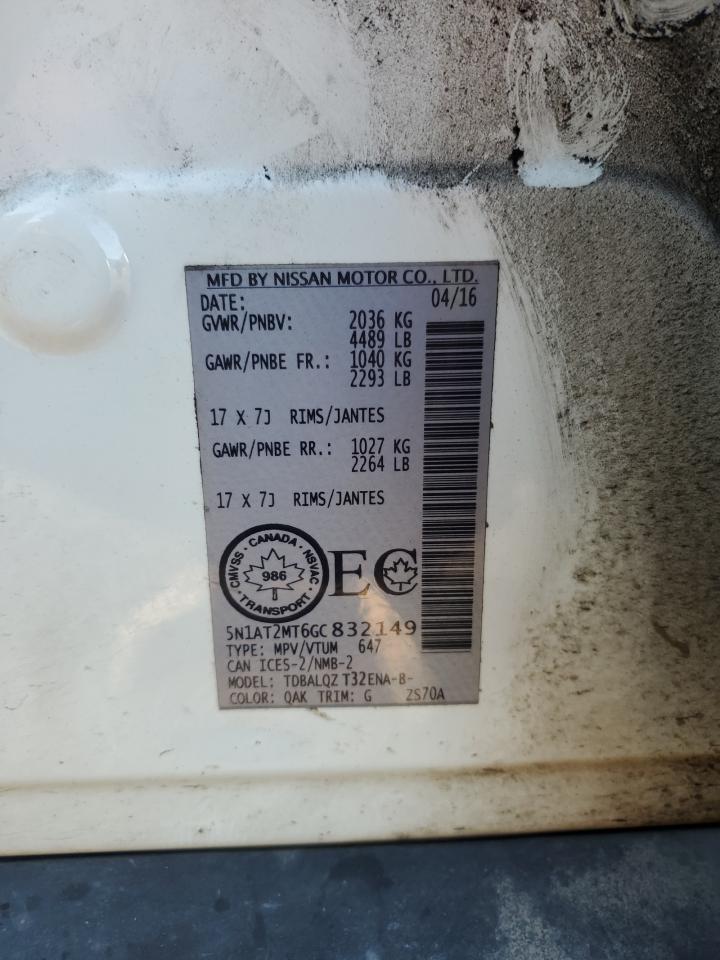 MFD BY NISSAN MOTOR CO., LTD.
DATE: 04/16
GVWR/PNBV: 2036 KG
4489 LB
GAWR/PNBE FR.: 1040 KG
2293 LB
17 X 7J RIMS/JANTES
GAWR/PNBE RR.: 1027 KG
2264 LB
17 X 7J RIMS/JANTES
CMVSS · CANADA · NSVAC · TRANSPORT ·
986
EC
5N1AT2MT6GC832149
TYPE: MPV/VTUM 647
CAN ICES-2/NMB-2
MODEL: TDBALQZ T32ENA-B-
COLOR: QAK TRIM: G ZS70A